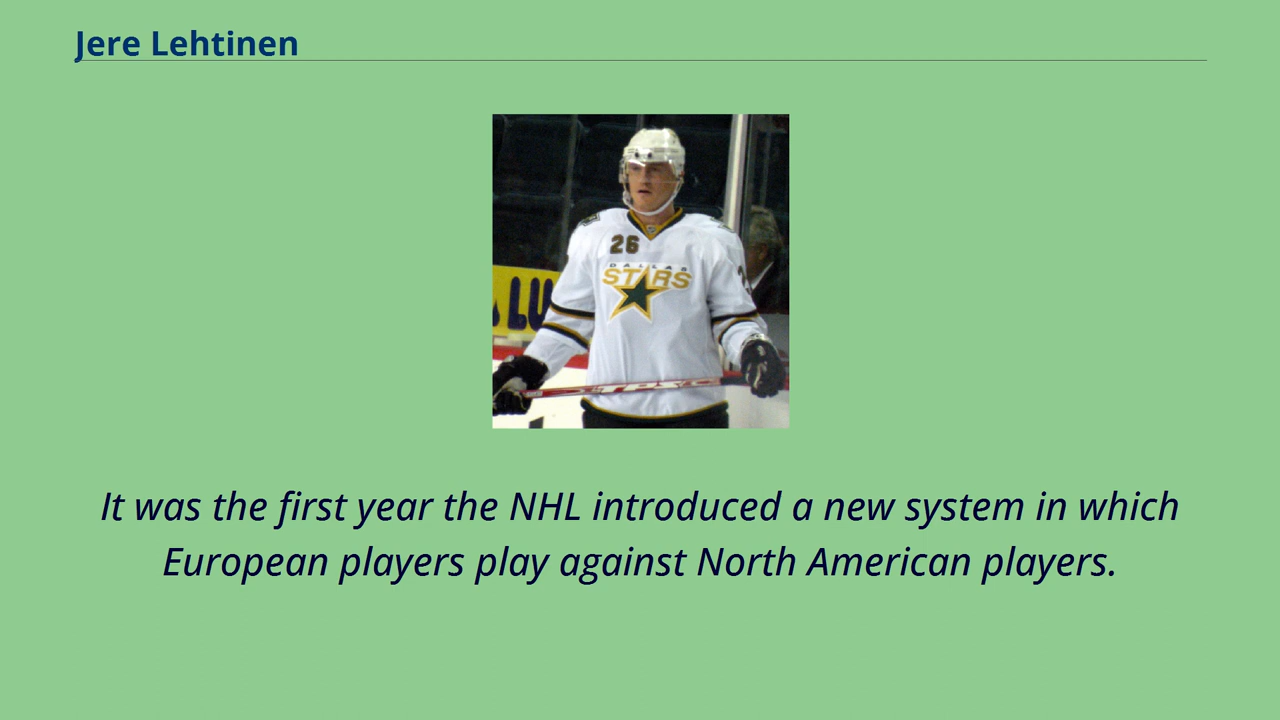 Jere Lehtinen
26
DALLAS
STARS
LU
It was the first year the NHL introduced a new system in which
European players play against North American players.